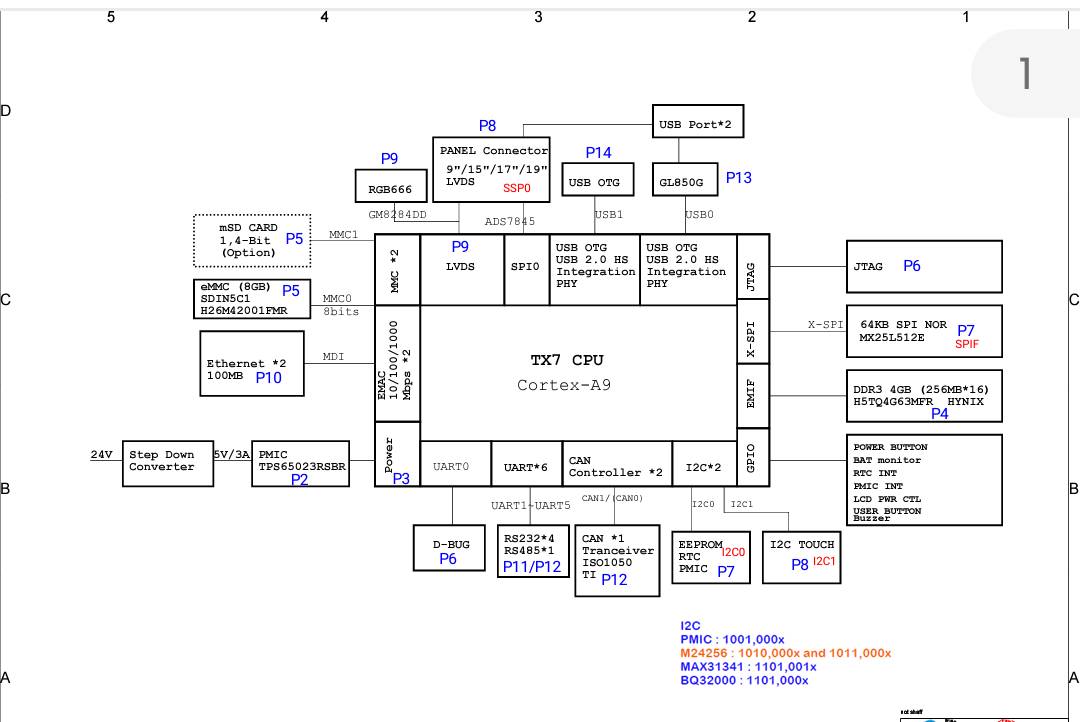 5 4 3 2 1
1
D
USB Port*2
P8
PANEL Connector
9"/15"/17"/19"
LVDS
SSP0
P9
RGB666
P14
USB OTG
GL850G
P13
GM8284DD
ADS7845
USB1
USB0
mSD CARD
1,4-Bit
(Option)
P5
MMC1
MMC *2
P9
LVDS
SPI0
USB OTG
USB 2.0 HS
Integration
PHY
USB OTG
USB 2.0 HS
Integration
PHY
JTAG
JTAG
P6
C
C
eMMC (8GB)
SDIN5C1
H26M42001FMR
P5
MMC0
8bits
X-SPI
X-SPI
64KB SPI NOR
MX25L512E
P7
SPIF
Ethernet *2
100MB
P10
MDI
EMAC
10/100/1000
Mbps *2
TX7 CPU
Cortex-A9
EMIF
DDR3 4GB (256MB*16)
H5TQ4G63MFR HYNIX
P4
24V
Step Down
Converter
5V/3A
PMIC
TPS65023RSBR
P2
Power
P3
UART0
UART*6
CAN
Controller *2
I2C*2
GPIO
POWER BUTTON
BAT monitor
RTC INT
PMIC INT
LCD PWR CTL
USER BUTTON
Buzzer
B
B
UART1~UART5
CAN1/(CAN0)
I2C0
I2C1
D-BUG
P6
RS232*4
RS485*1
P11/P12
CAN *1
Tranceiver
ISO1050
TI
P12
EEPROM
RTC
PMIC
I2C0
P7
I2C TOUCH
P8
I2C1
I2C
PMIC : 1001,000x
M24256 : 1010,000x and 1011,000x
MAX31341 : 1101,001x
BQ32000 : 1101,000x
A
A